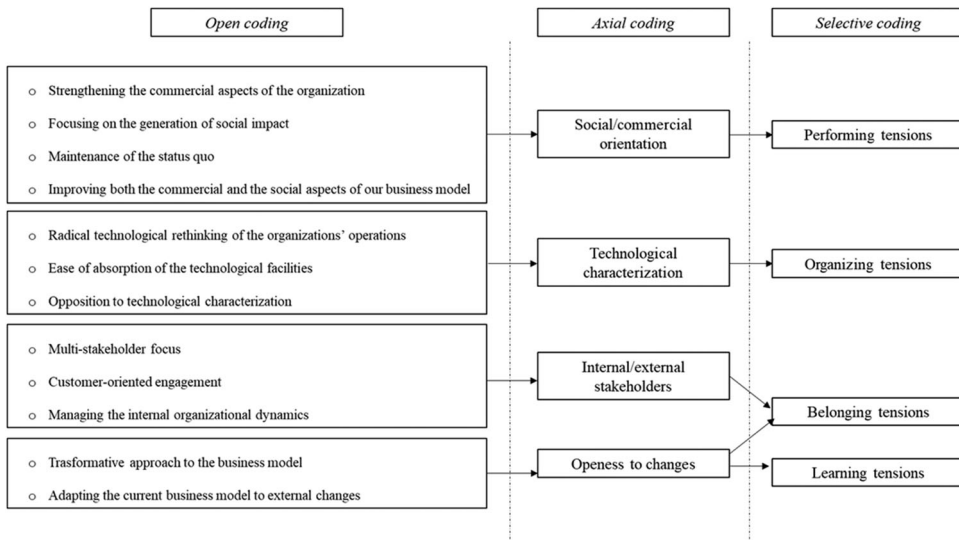 Open coding
Axial coding
Selective coding
o Strengthening the commercial aspects of the organization
o Focusing on the generation of social impact
o Maintenance of the status quo
o Improving both the commercial and the social aspects of our business model
Social/commercial
orientation
Performing tensions
o Radical technological rethinking of the organizations’ operations
o Ease of absorption of the technological facilities
o Opposition to technological characterization
Technological
characterization
Organizing tensions
o Multi-stakeholder focus
o Customer-oriented engagement
o Managing the internal organizational dynamics
Internal/external
stakeholders
Belonging tensions
o Trasformative approach to the business model
o Adapting the current business model to external changes
Openess to changes
Learning tensions